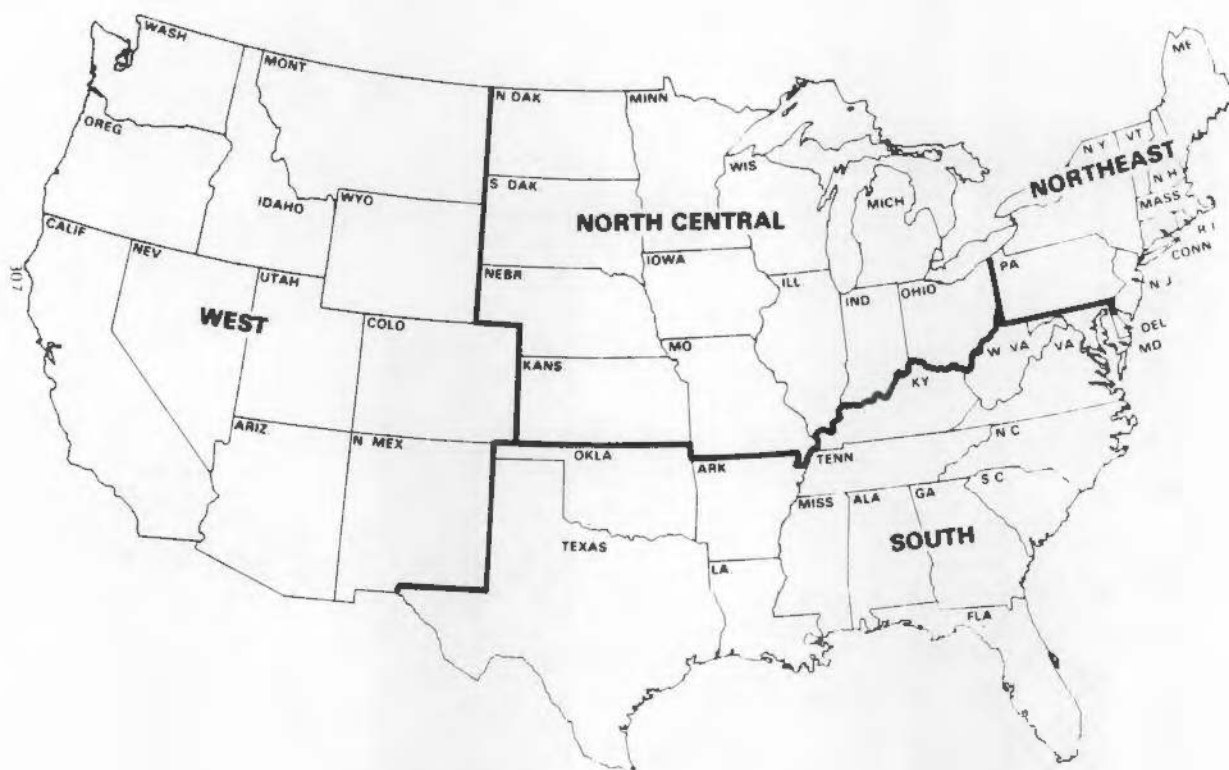 WASH
MONT
N DAK
MINN
ME
OREG
N Y
VT
WIS
NORTHEAST
N H
S DAK
IDAHO
WYO
MICH
MASS
NORTH CENTRAL
R I
CALIF
NEV
CONN
IOWA
PA
UTAH
NEBR
ILL
IND
OHIO
N J
307
WEST
COLO
DEL
MO
W VA
VA
MD
KANS
KY
ARIZ
N MEX
N C
OKLA
ARK
TENN
S C
MISS
ALA
GA
TEXAS
SOUTH
LA
FLA